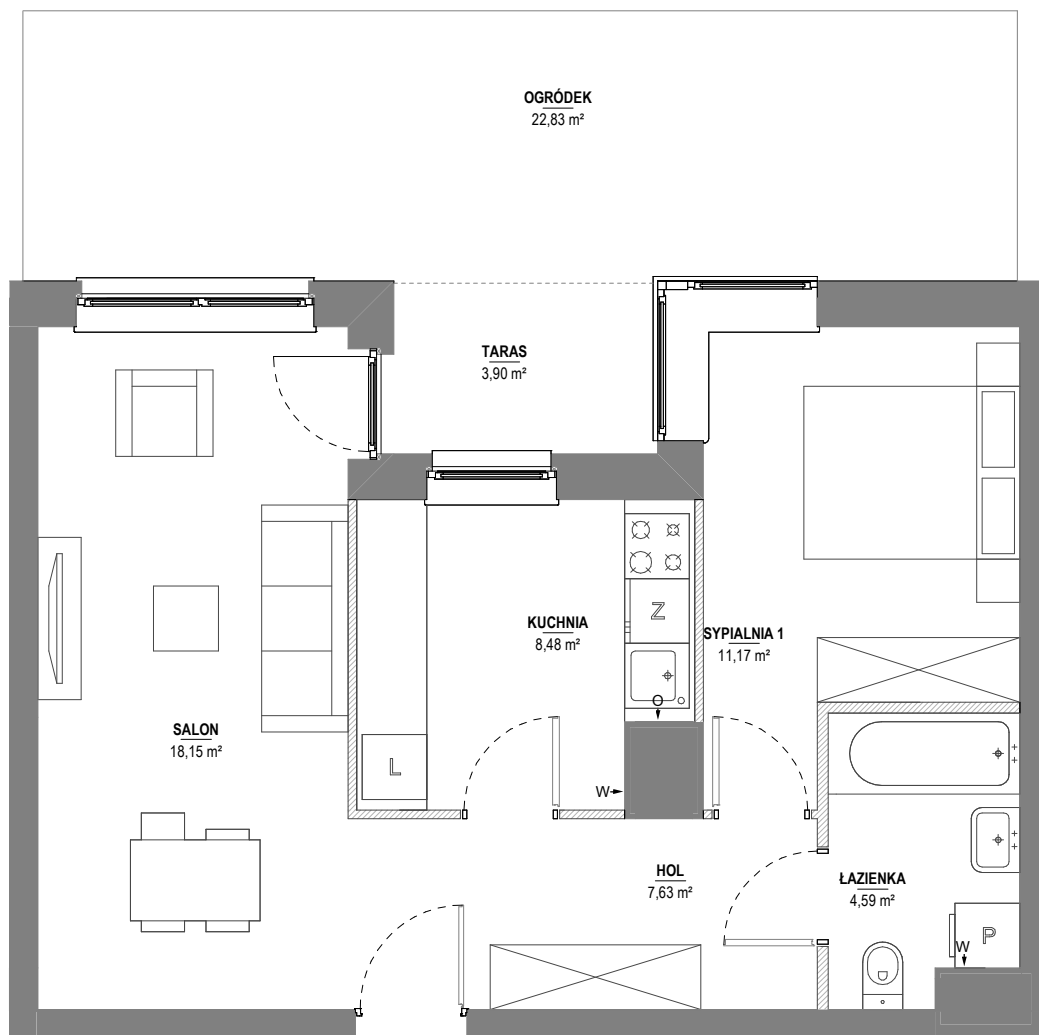 OGRÓDEK
22,83 m²
TARAS
3,90 m²
KUCHNIA
8,48 m²
Z
SYPIALNIA 1
11,17 m²
SALON
18,15 m²
L
W
HOL
7,63 m²
ŁAZIENKA
4,59 m²
P
W